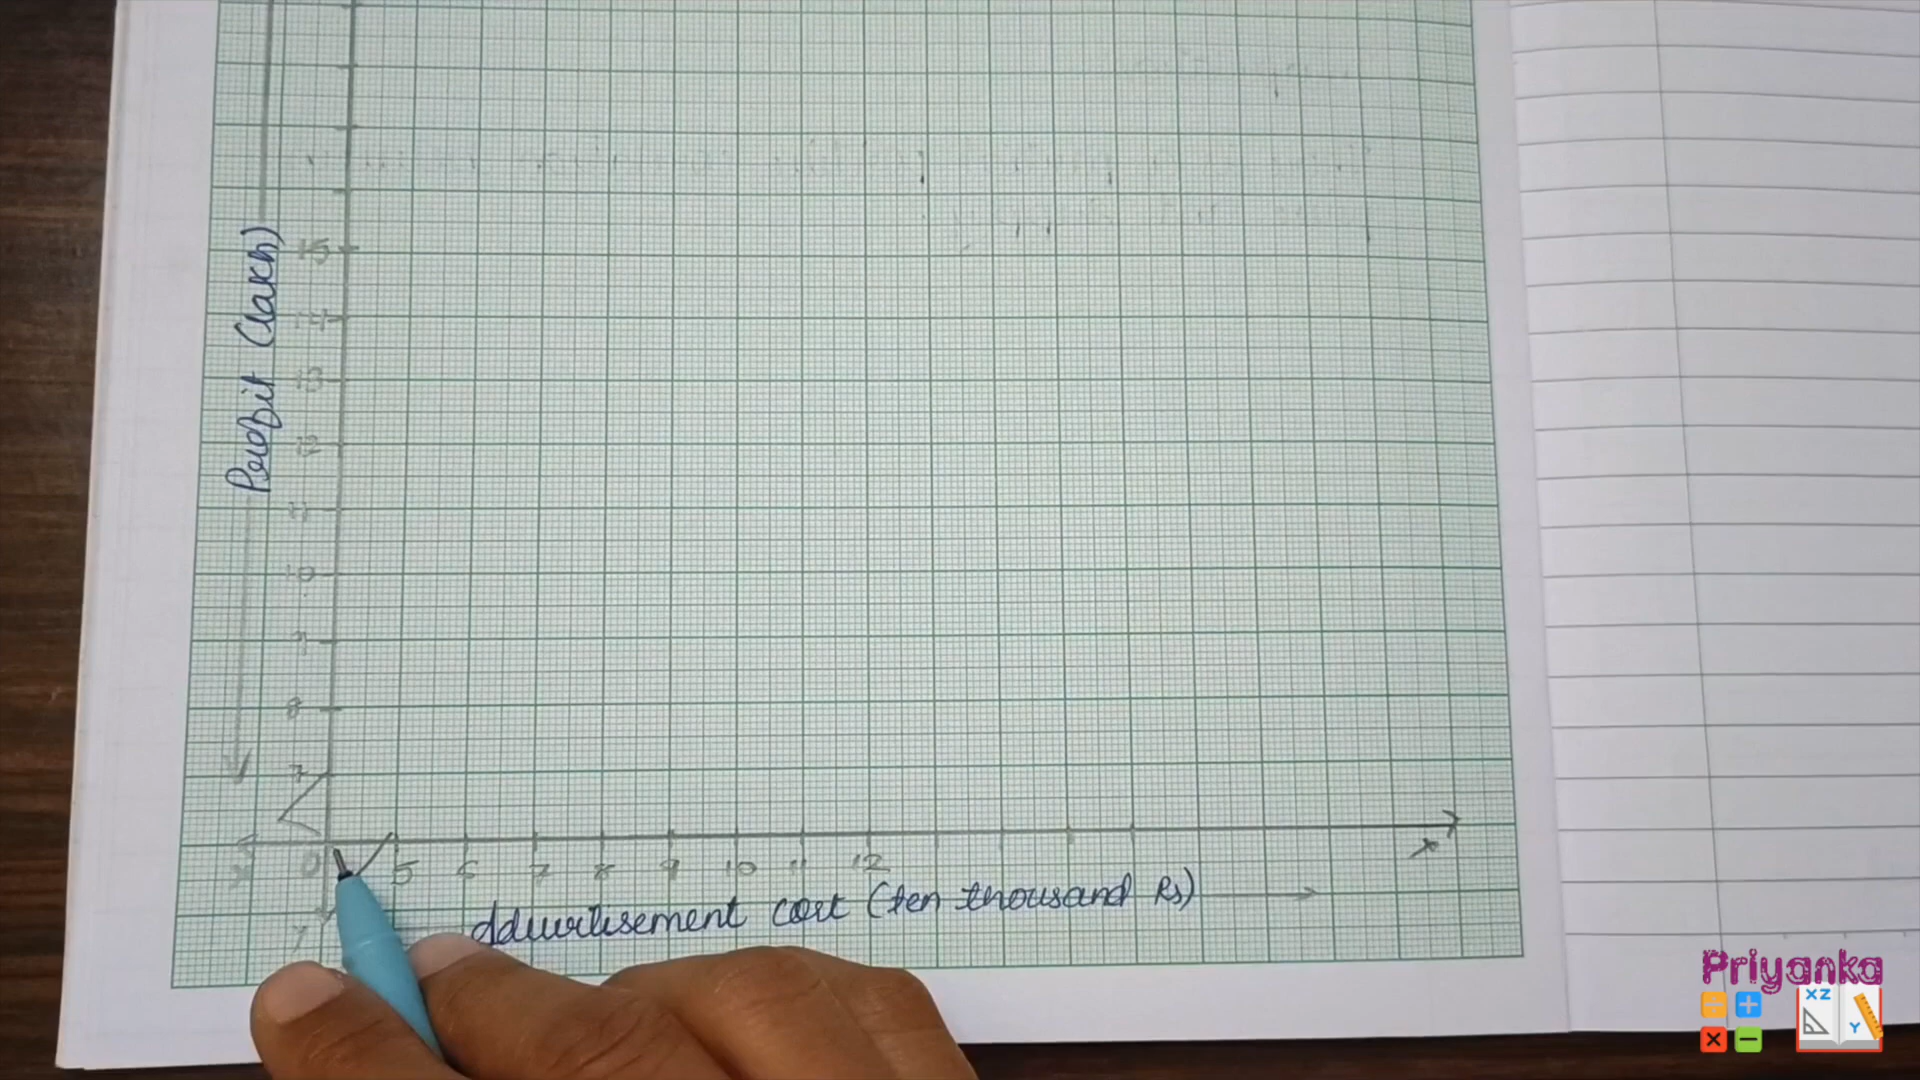 Profit (lakh)
15
14
13
12
11
10
9
8
7
X' O 5 6 7 8 9 10 11 12 X
Y'
Advertisement cost (ten thousand Rs)
Priyanka
XZ
Y